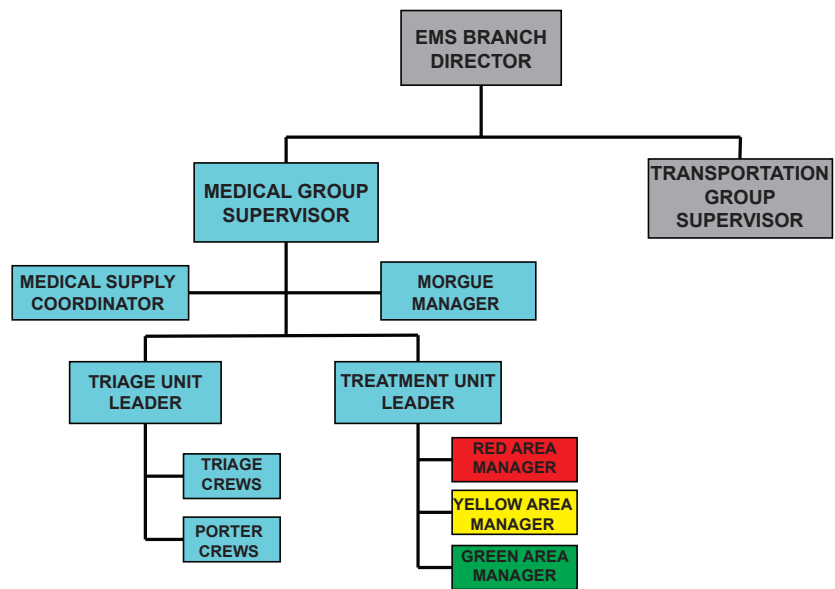 EMS BRANCH
DIRECTOR
MEDICAL GROUP
SUPERVISOR
TRANSPORTATION
GROUP
SUPERVISOR
MEDICAL SUPPLY
COORDINATOR
MORGUE
MANAGER
TRIAGE UNIT
LEADER
TREATMENT UNIT
LEADER
TRIAGE
CREWS
PORTER
CREWS
RED AREA
MANAGER
YELLOW AREA
MANAGER
GREEN AREA
MANAGER